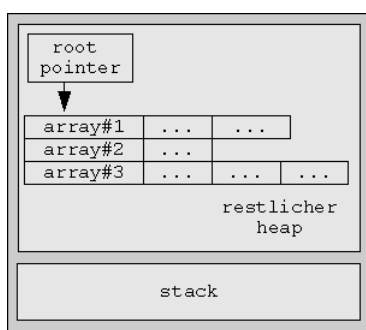 root
pointer
array#1 ... ...
array#2 ...
array#3 ... ... ...
restlicher
heap
stack